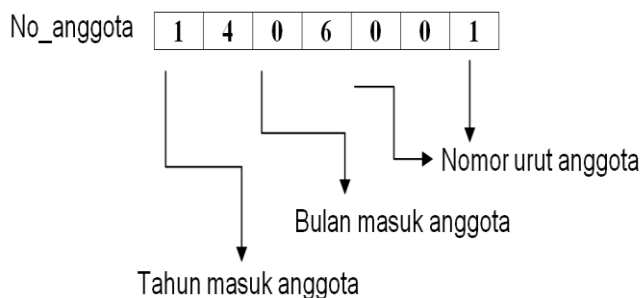 No_anggota 1 4 0 6 0 0 1
Nomor urut anggota
Bulan masuk anggota
Tahun masuk anggota